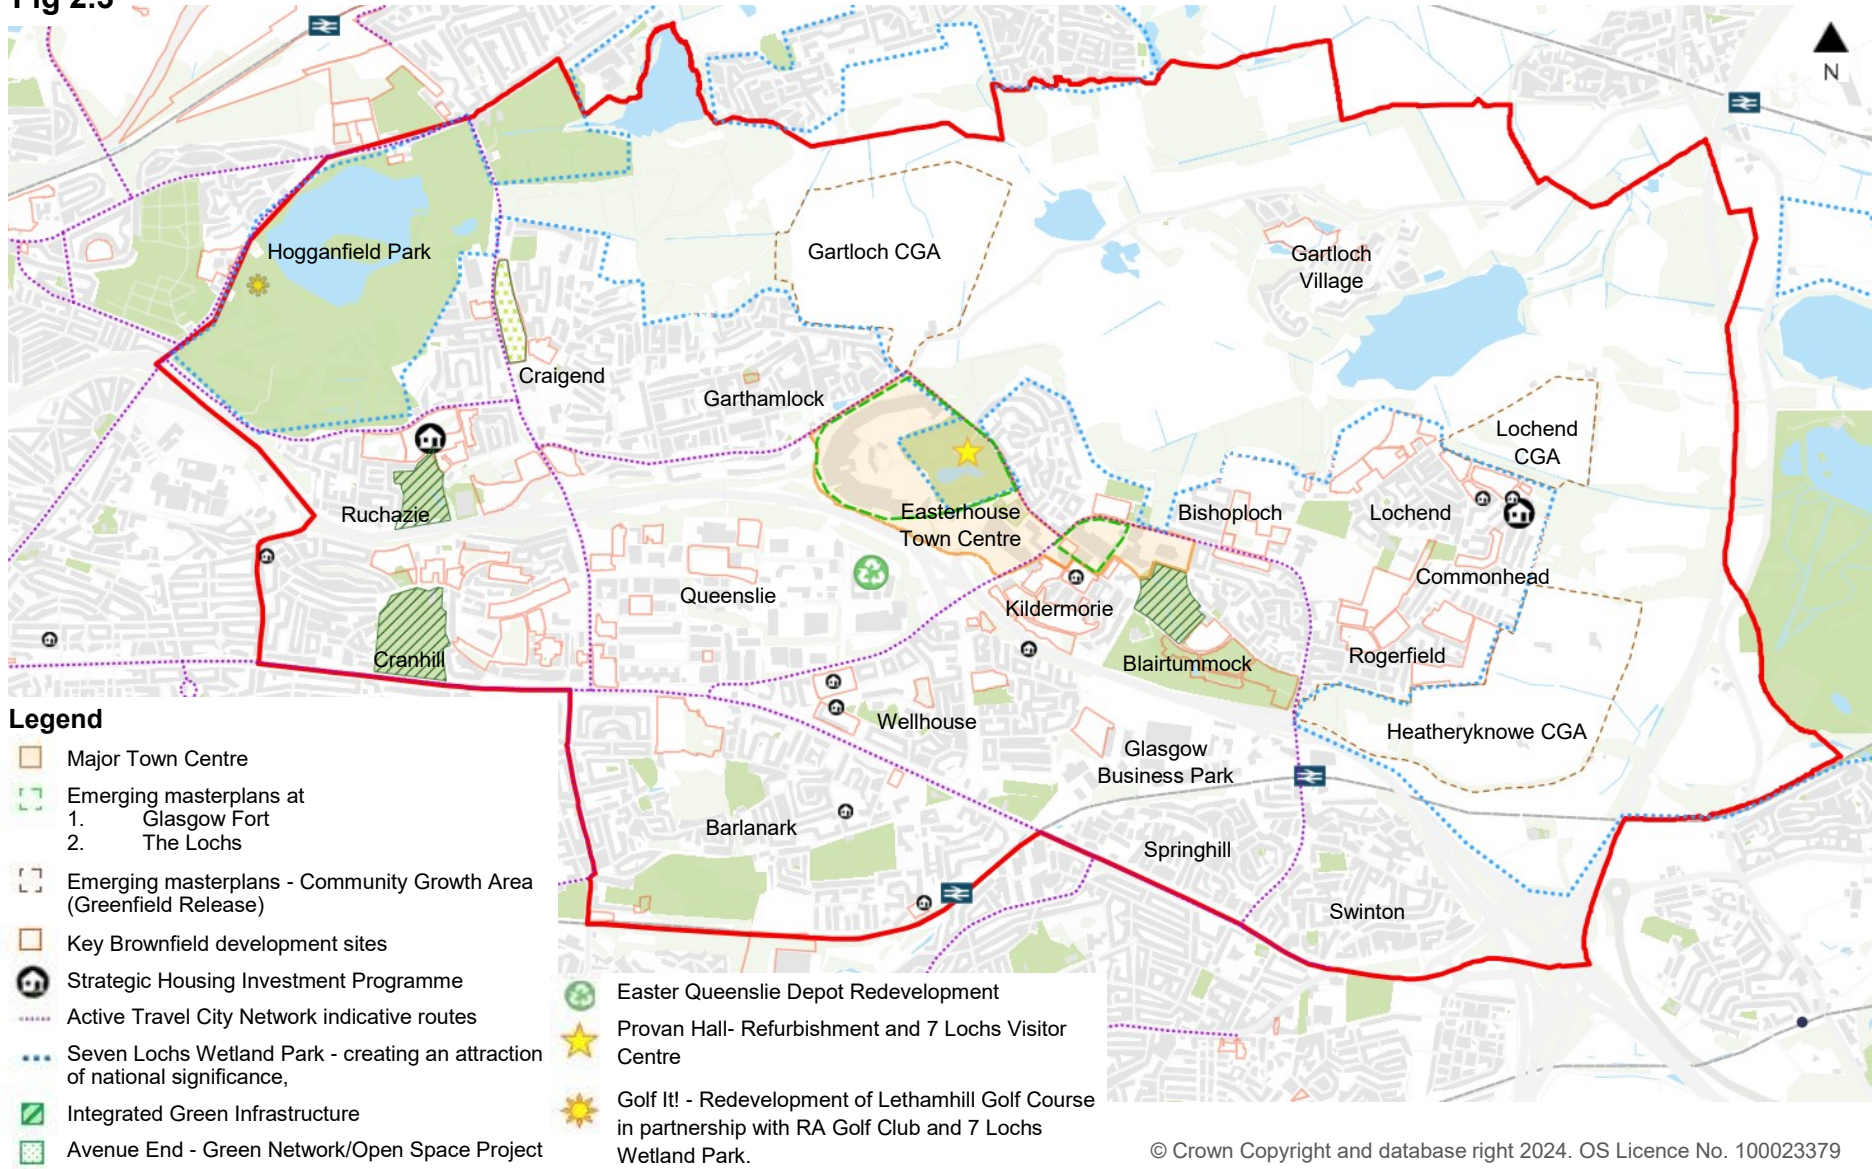 Fig 2.5
N
Hogganfield Park
Gartloch CGA
Gartloch
Village
Craigend
Garthamlock
Lochend
CGA
Ruchazie
Easterhouse
Town Centre
Bishoploch
Lochend
Queenslie
Kildermorie
Commonhead
Cranhill
Blairtummock
Rogerfield
Wellhouse
Glasgow
Business Park
Heatheryknowe CGA
Barlanark
Springhill
Swinton
Legend
Major Town Centre
Emerging masterplans at
1. Glasgow Fort
2. The Lochs
Emerging masterplans - Community Growth Area
(Greenfield Release)
Key Brownfield development sites
Strategic Housing Investment Programme
Active Travel City Network indicative routes
Seven Lochs Wetland Park - creating an attraction
of national significance,
Integrated Green Infrastructure
Avenue End - Green Network/Open Space Project
Easter Queenslie Depot Redevelopment
Provan Hall- Refurbishment and 7 Lochs Visitor
Centre
Golf It! - Redevelopment of Lethamhill Golf Course
in partnership with RA Golf Club and 7 Lochs
Wetland Park.
© Crown Copyright and database right 2024. OS Licence No. 100023379